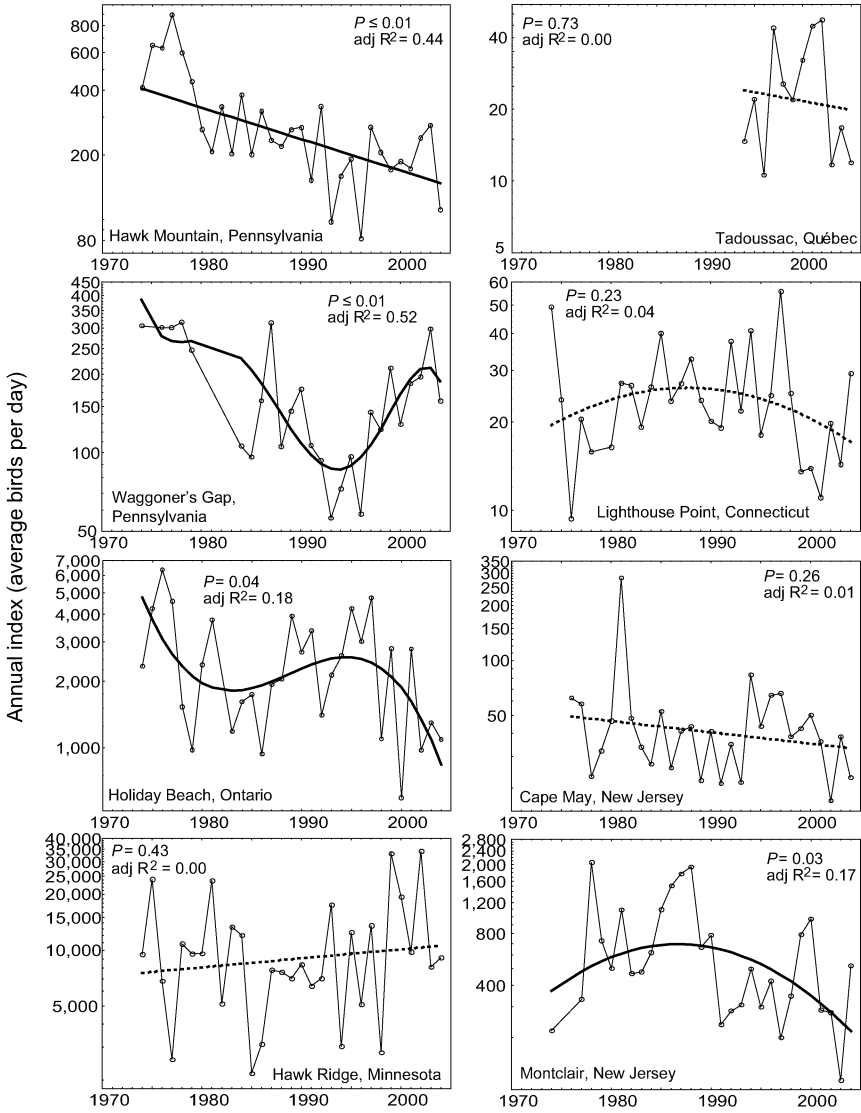 Annual index (average birds per day)
P ≤ 0.01
adj R2 = 0.44
800
600
400
200
80
Hawk Mountain, Pennsylvania
1970 1980 1990 2000
P = 0.73
adj R2 = 0.00
40
20
10
5
Tadoussac, Québec
1970 1980 1990 2000
P ≤ 0.01
adj R2 = 0.52
450
400
350
300
250
200
150
100
50
Waggoner's Gap,
Pennsylvania
1970 1980 1990 2000
P = 0.23
adj R2 = 0.04
60
50
40
30
20
10
Lighthouse Point, Connecticut
1970 1980 1990 2000
P = 0.04
adj R2 = 0.18
7,000
6,000
5,000
4,000
3,000
2,000
1,000
Holiday Beach, Ontario
1970 1980 1990 2000
P = 0.26
adj R2 = 0.01
350
300
250
200
150
100
50
Cape May, New Jersey
1970 1980 1990 2000
P = 0.43
adj R2 = 0.00
40,000
35,000
30,000
25,000
20,000
15,000
10,000
5,000
Hawk Ridge, Minnesota
1970 1980 1990 2000
P = 0.03
adj R2 = 0.17
2,800
2,400
2,000
1,600
1,200
800
400
Montclair, New Jersey
1970 1980 1990 2000